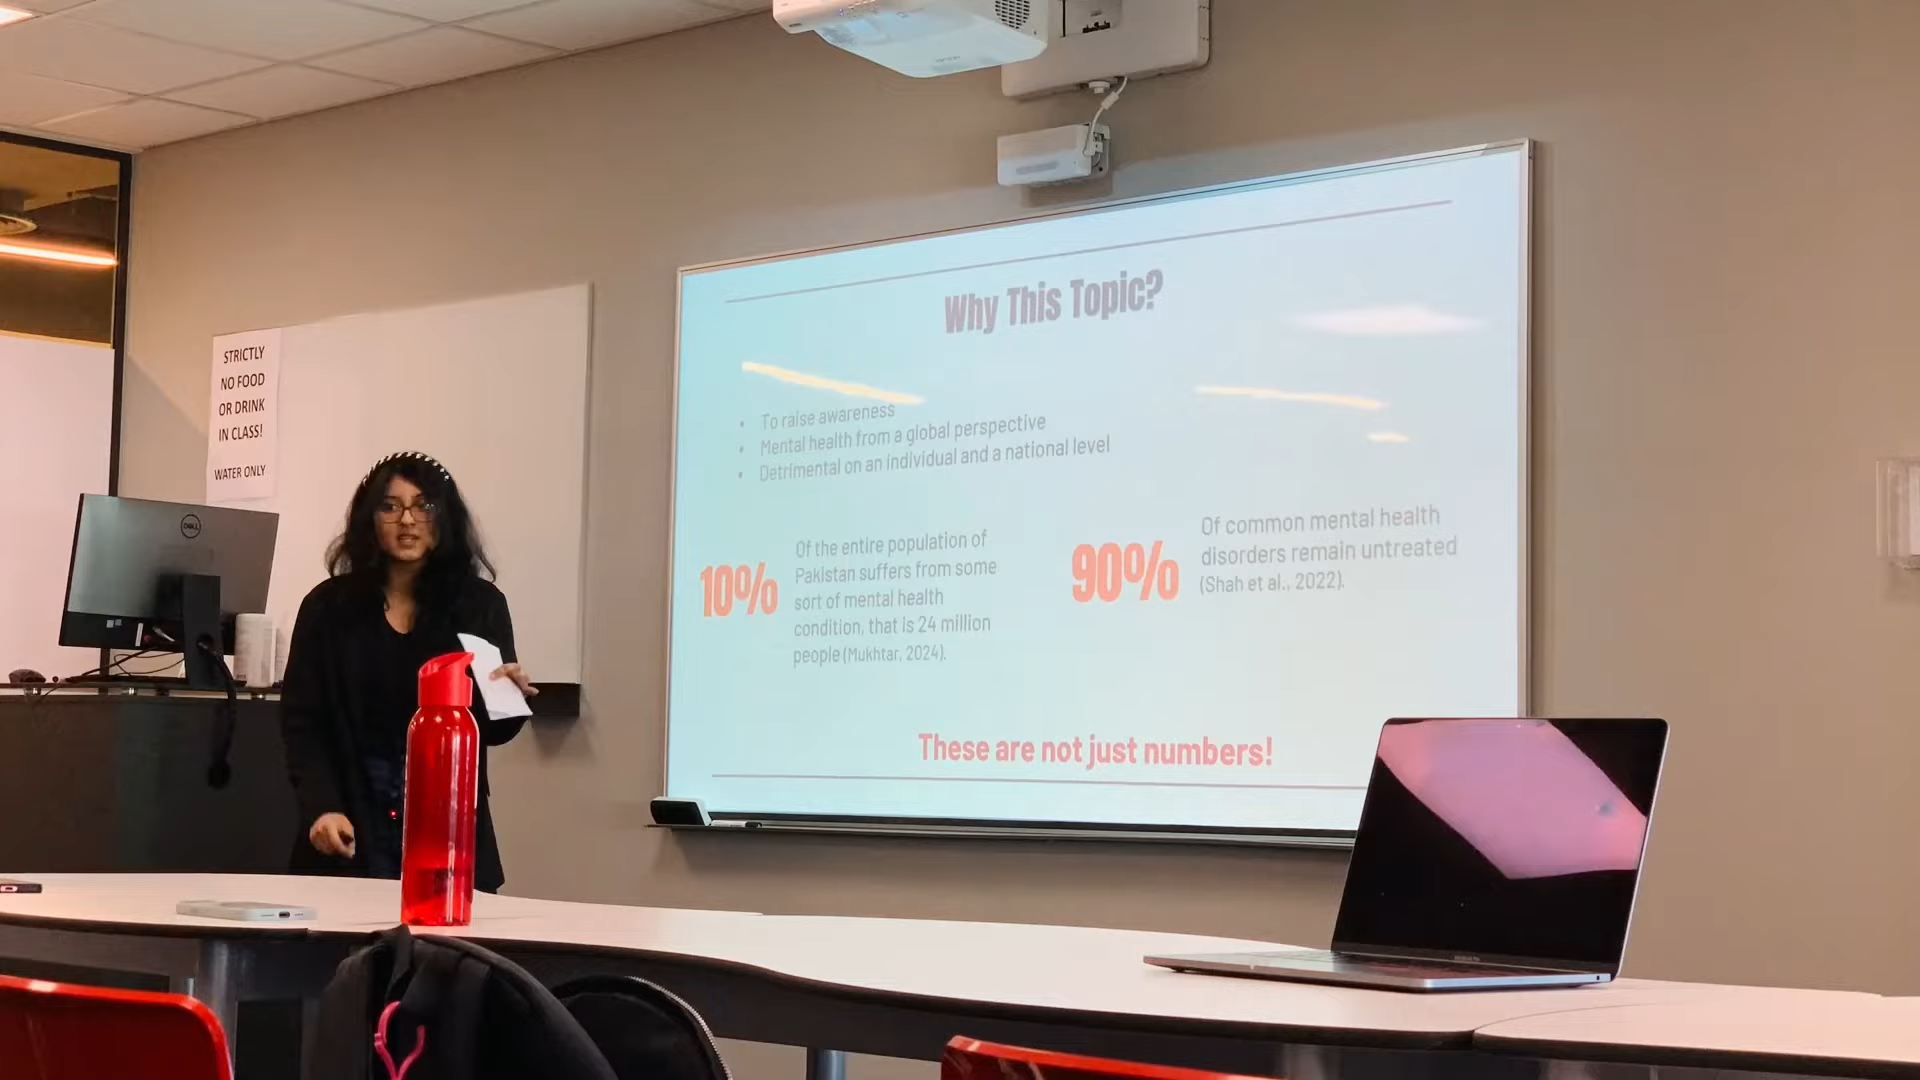 STRICTLY
NO FOOD
OR DRINK
IN CLASS!
WATER ONLY
DELL
Why This Topic?
• To raise awareness
• Mental health from a global perspective
• Detrimental on an individual and a national level
10%
Of the entire population of
Pakistan suffers from some
sort of mental health
condition, that is 24 million
people (Mukhtar, 2024).
90%
Of common mental health
disorders remain untreated
(Shah et al., 2022).
These are not just numbers!